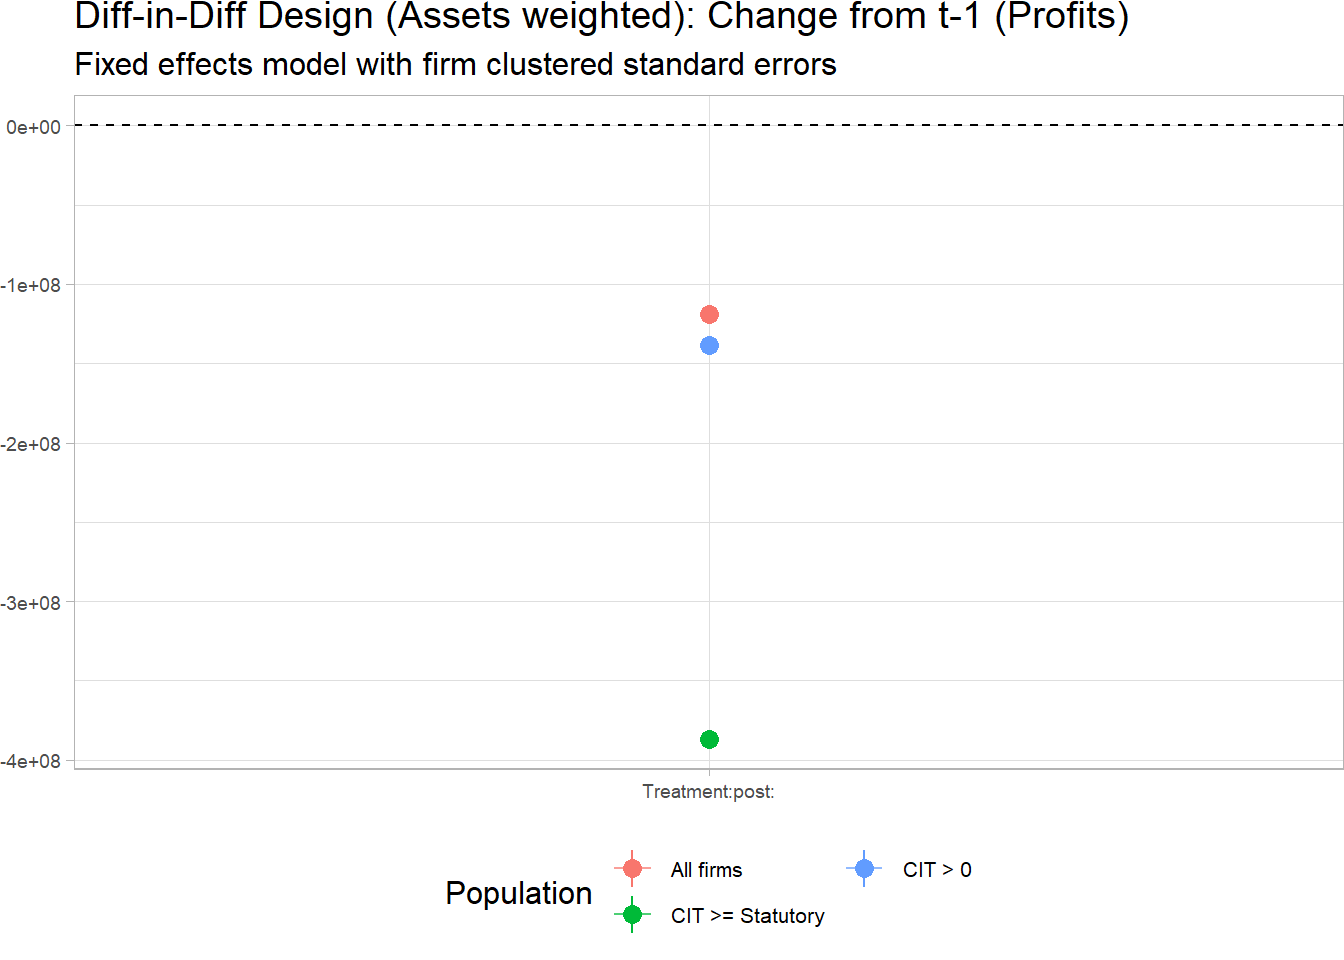 Diff-in-Diff Design (Assets weighted): Change from t-1 (Profits)
Fixed effects model with firm clustered standard errors
0e+00
-1e+08
-2e+08
-3e+08
-4e+08
Treatment:post:
Population
All firms
CIT > 0
CIT >= Statutory